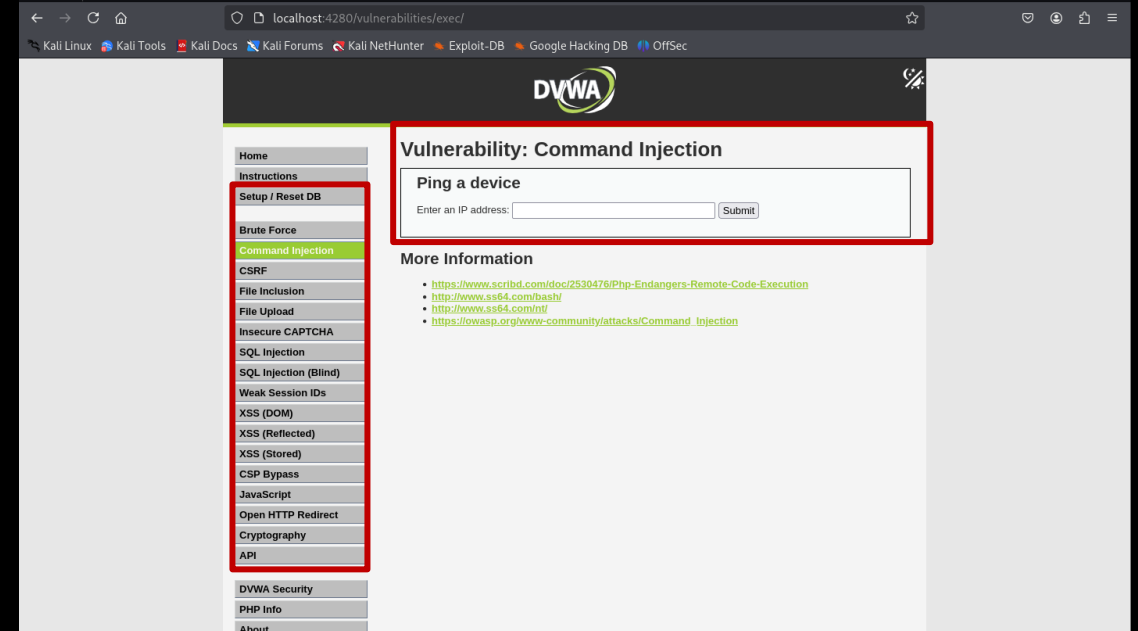 localhost:4280/vulnerabilities/exec/
Kali Linux Kali Tools Kali Docs Kali Forums Kali NetHunter Exploit-DB Google Hacking DB OffSec
DVWA
Home
Instructions
Setup / Reset DB
Brute Force
Command Injection
CSRF
File Inclusion
File Upload
Insecure CAPTCHA
SQL Injection
SQL Injection (Blind)
Weak Session IDs
XSS (DOM)
XSS (Reflected)
XSS (Stored)
CSP Bypass
JavaScript
Open HTTP Redirect
Cryptography
API
DVWA Security
PHP Info
About
Vulnerability: Command Injection
Ping a device
Enter an IP address: Submit
More Information
https://www.scribd.com/doc/2530476/Php-Endangers-Remote-Code-Execution
http://www.ss64.com/bash/
http://www.ss64.com/nt/
https://owasp.org/www-community/attacks/Command_Injection